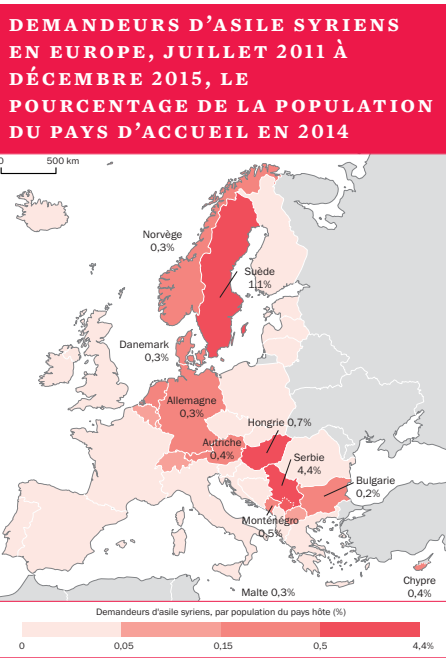 DEMANDEURS D'ASILE SYRIENS
EN EUROPE, JUILLET 2011 À
DÉCEMBRE 2015, LE
POURCENTAGE DE LA POPULATION
DU PAYS D'ACCUEIL EN 2014
0 500 km
Norvège
0,3%
Suède
1,1%
Danemark
0,3%
Allemagne
0,3%
Hongrie 0,7%
Autriche
0,4%
Serbie
4,4%
Bulgarie
0,2%
Monténégro
0,5%
Chypre
0,4%
Malte 0,3%
Demandeurs d'asile syriens, par population du pays hôte (%)
0 0,05 0,15 0,5 4,4%